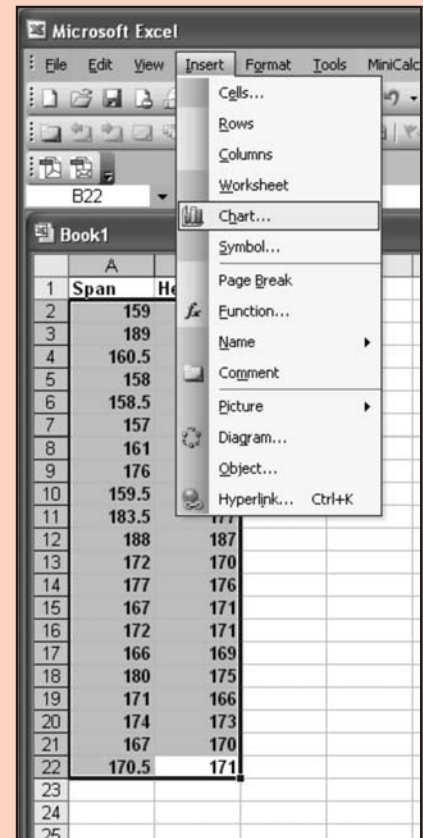 Microsoft Excel
File Edit View Insert Format Tools MiniCalc
Cells...
Rows
Columns
Worksheet
B22
Chart...
Symbol...
Book1
A
Page Break
1 Span He
2 159
Function...
3 189
Name
4 160.5
5 158
Comment
6 158.5
Picture
7 157
Diagram...
8 161
Object...
9 176
Hyperlink... Ctrl+K
10 159.5
11 183.5 177
12 188 187
13 172 170
14 177 176
15 167 171
16 172 171
17 166 169
18 180 175
19 171 166
20 174 173
21 167 170
22 170.5 171
23
24
25